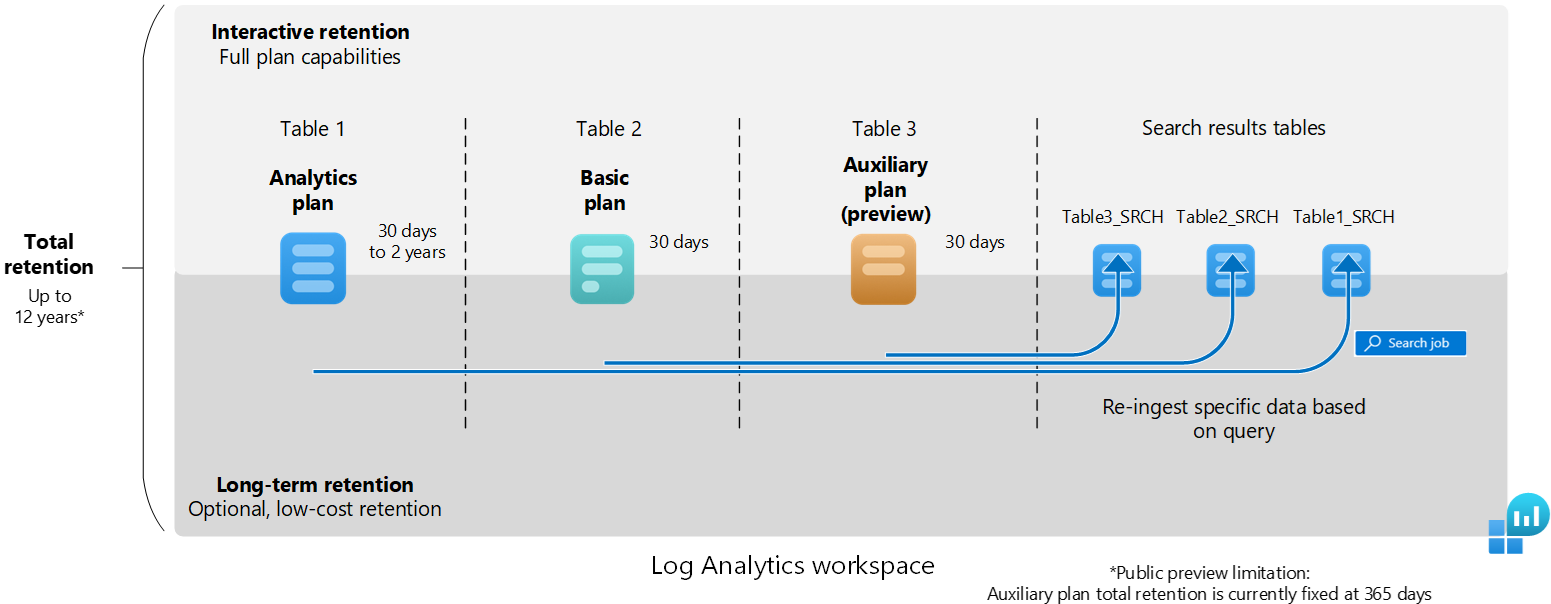 Interactive retention
Full plan capabilities
Table 1
Analytics
plan
30 days
to 2 years
Table 2
Basic
plan
30 days
Table 3
Auxiliary
plan
(preview)
30 days
Search results tables
Table3_SRCH
Table2_SRCH
Table1_SRCH
Search job
Re-ingest specific data based
on query
Total
retention
Up to
12 years*
Long-term retention
Optional, low-cost retention
Log Analytics workspace
*Public preview limitation:
Auxiliary plan total retention is currently fixed at 365 days